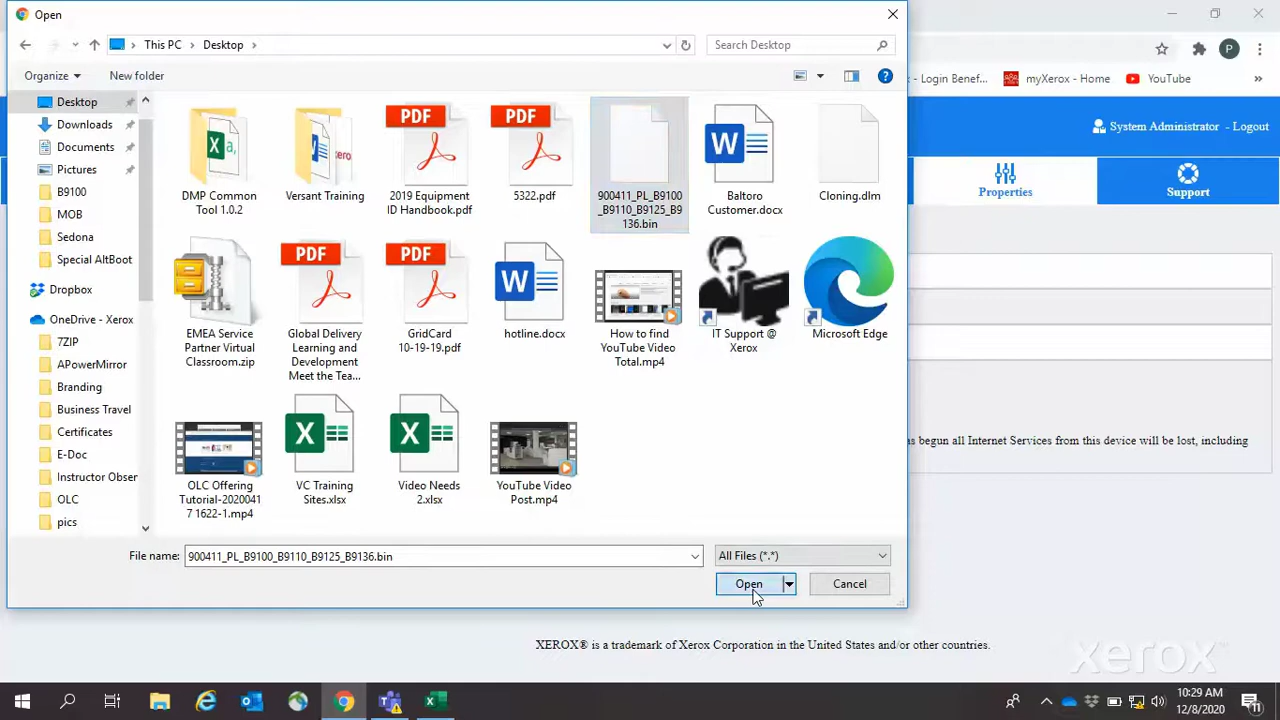 Open
This PC
Desktop
Search Desktop
Organize
New folder
Desktop
Downloads
Documents
Pictures
B9100
MOB
Sedona
Special AltBoot
Dropbox
OneDrive - Xerox
7ZIP
APowerMirror
Branding
Business Travel
Certificates
E-Doc
Instructor Obser
OLC
pics
DMP Common
Tool 1.0.2
Versant Training
2019 Equipment
ID Handbook.pdf
5322.pdf
900411_PL_B9100
_B9110_B9125_B9
136.bin
Baltoro
Customer.docx
Cloning.dlm
EMEA Service
Partner Virtual
Classroom.zip
Global Delivery
Learning and
Development
Meet the Tea...
GridCard
10-19-19.pdf
hotline.docx
How to find
YouTube Video
Total.mp4
IT Support @
Xerox
Microsoft Edge
OLC Offering
Tutorial-2020041
7 1622-1.mp4
VC Training
Sites.xlsx
Video Needs
2.xlsx
YouTube Video
Post.mp4
File name:
900411_PL_B9100_B9110_B9125_B9136.bin
All Files (*.*)
Open
Cancel
P
- Login Benef...
myXerox - Home
YouTube
System Administrator - Logout
Properties
Support
as begun all Internet Services from this device will be lost, including
XEROX® is a trademark of Xerox Corporation in the United States and/or other countries.
xerox™
10:29 AM
12/8/2020
11